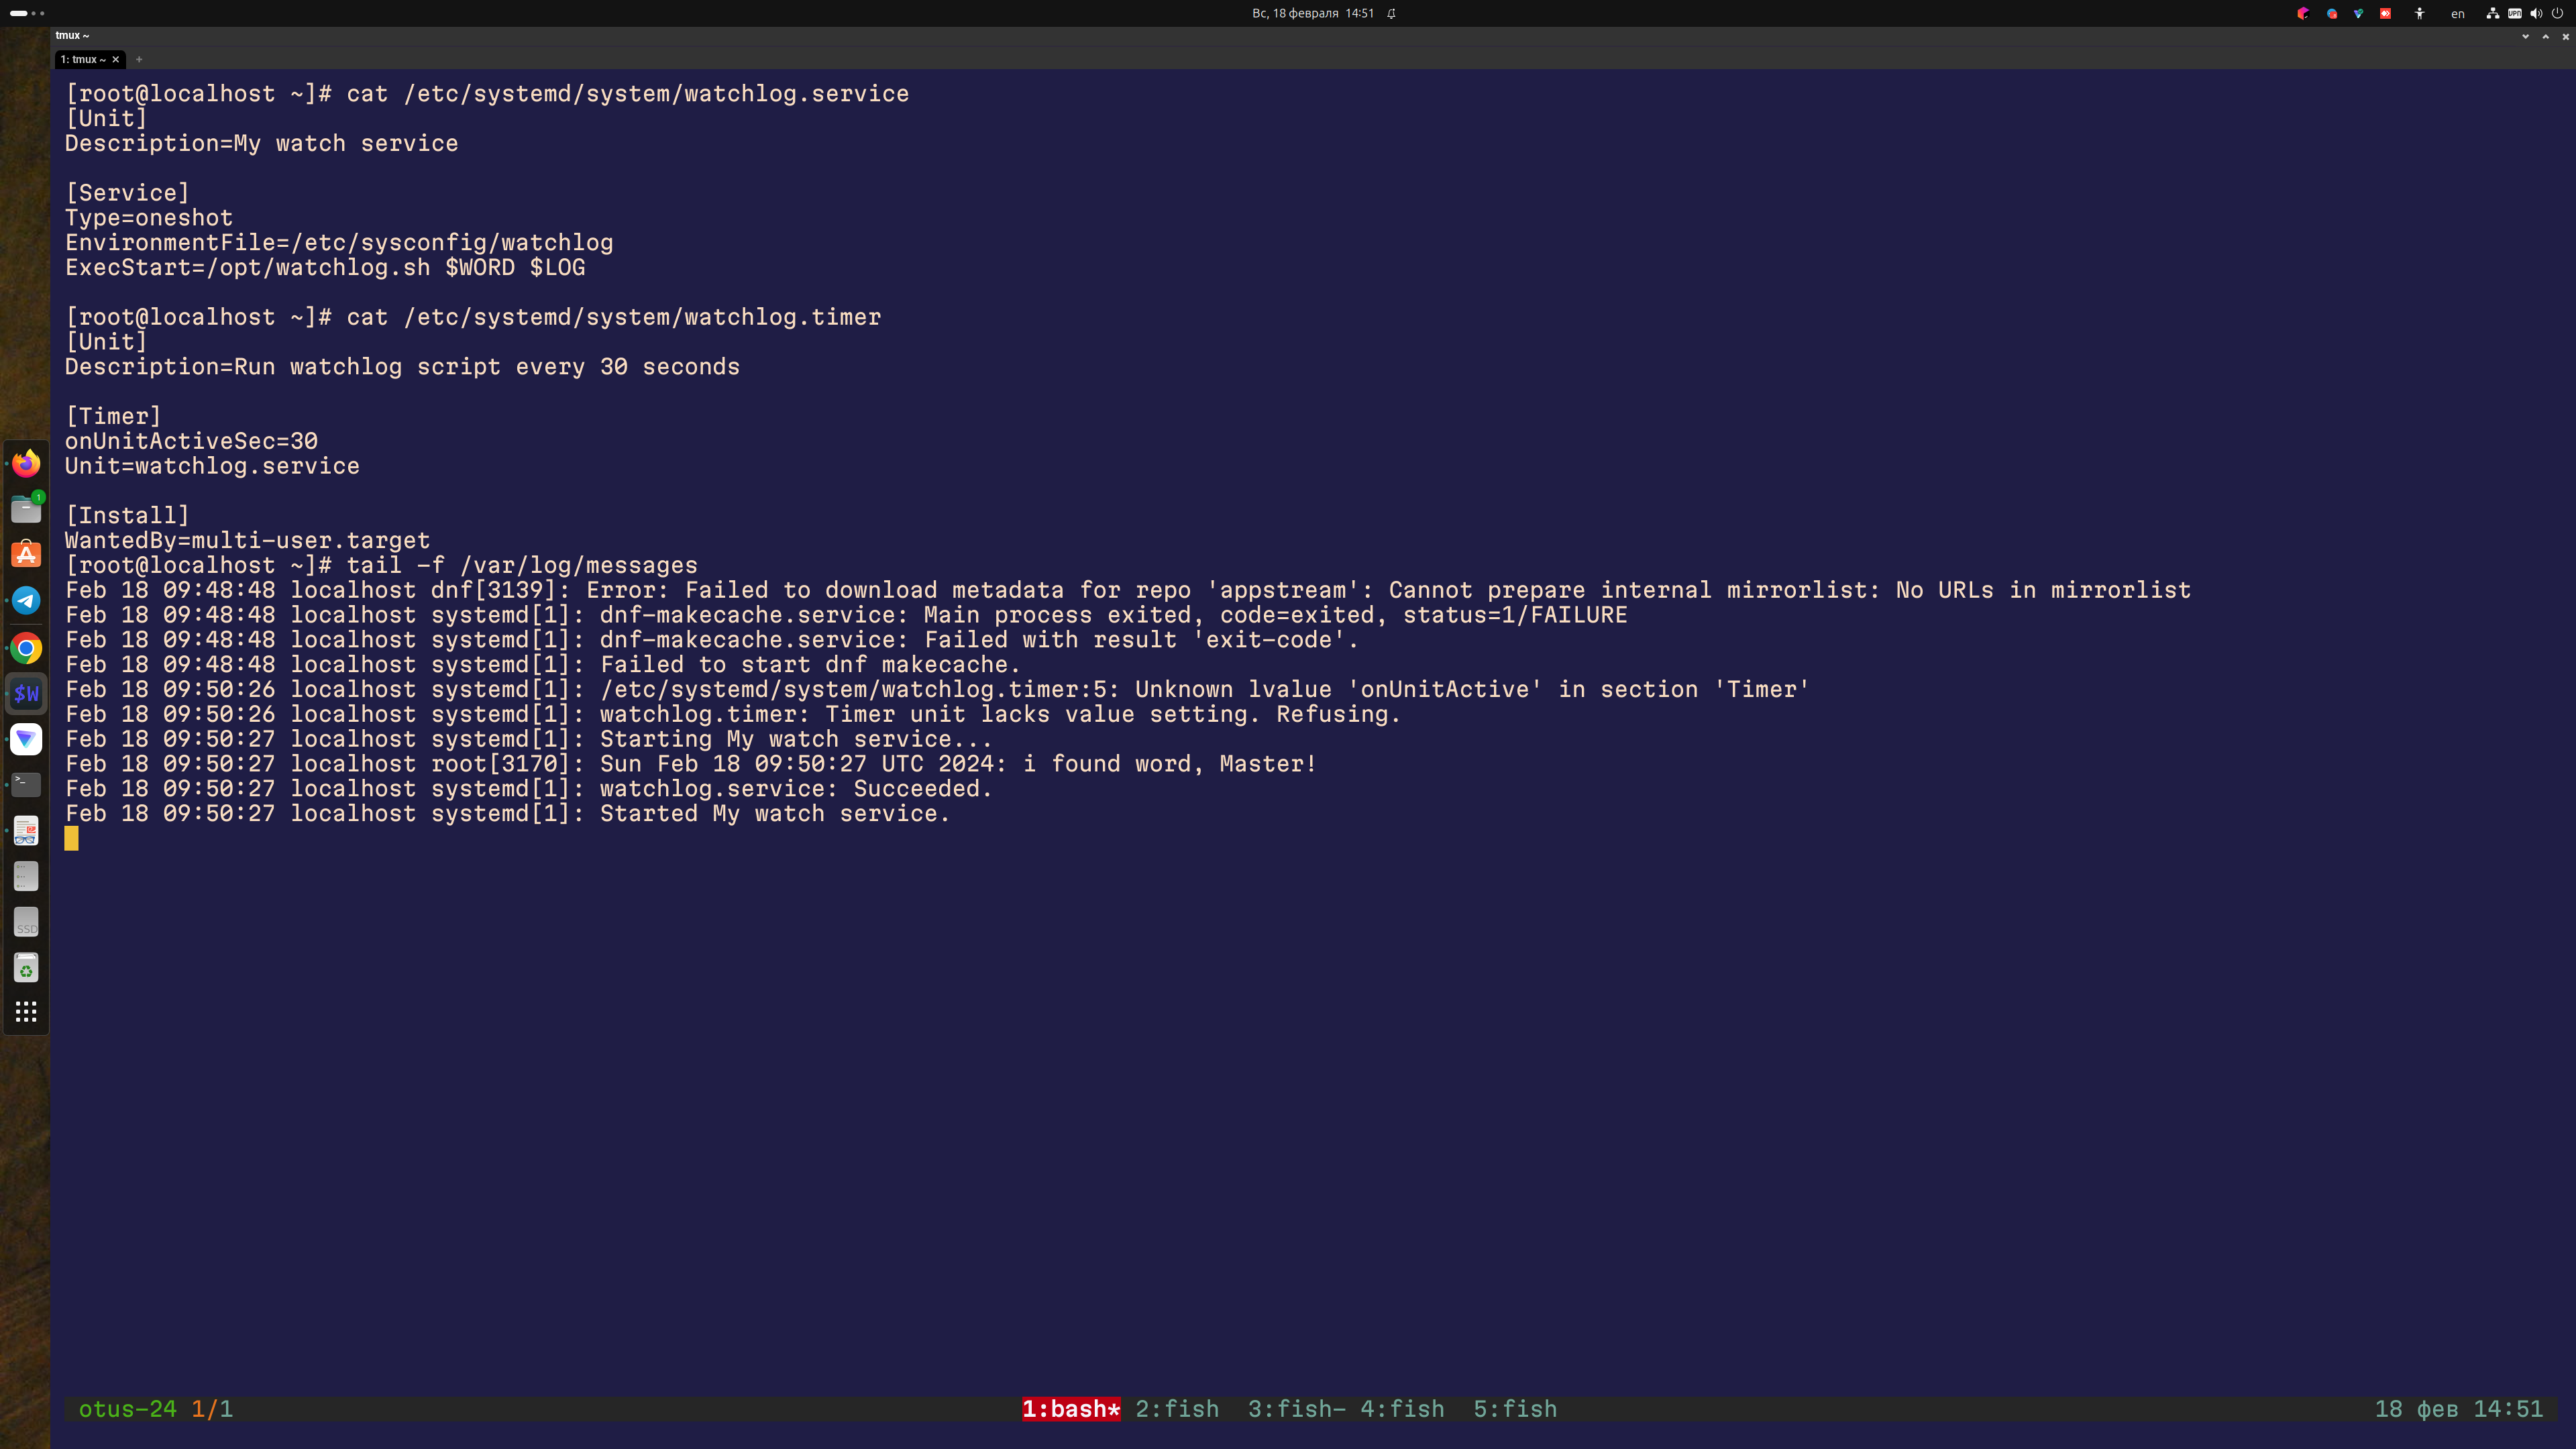 Вс, 18 февраля 14:51
en
VPN
tmux ~
1: tmux ~ × +
[root@localhost ~]# cat /etc/systemd/system/watchlog.service
[Unit]
Description=My watch service
[Service]
Type=oneshot
EnvironmentFile=/etc/sysconfig/watchlog
ExecStart=/opt/watchlog.sh $WORD $LOG
[root@localhost ~]# cat /etc/systemd/system/watchlog.timer
[Unit]
Description=Run watchlog script every 30 seconds
[Timer]
onUnitActiveSec=30
Unit=watchlog.service
[Install]
WantedBy=multi-user.target
[root@localhost ~]# tail -f /var/log/messages
Feb 18 09:48:48 localhost dnf[3139]: Error: Failed to download metadata for repo 'appstream': Cannot prepare internal mirrorlist: No URLs in mirrorlist
Feb 18 09:48:48 localhost systemd[1]: dnf-makecache.service: Main process exited, code=exited, status=1/FAILURE
Feb 18 09:48:48 localhost systemd[1]: dnf-makecache.service: Failed with result 'exit-code'.
Feb 18 09:48:48 localhost systemd[1]: Failed to start dnf makecache.
Feb 18 09:50:26 localhost systemd[1]: /etc/systemd/system/watchlog.timer:5: Unknown lvalue 'onUnitActive' in section 'Timer'
Feb 18 09:50:26 localhost systemd[1]: watchlog.timer: Timer unit lacks value setting. Refusing.
Feb 18 09:50:27 localhost systemd[1]: Starting My watch service...
Feb 18 09:50:27 localhost root[3170]: Sun Feb 18 09:50:27 UTC 2024: i found word, Master!
Feb 18 09:50:27 localhost systemd[1]: watchlog.service: Succeeded.
Feb 18 09:50:27 localhost systemd[1]: Started My watch service.
1
$W
>_
SSD
otus-24 1/1 1:bash* 2:fish 3:fish- 4:fish 5:fish 18 фев 14:51